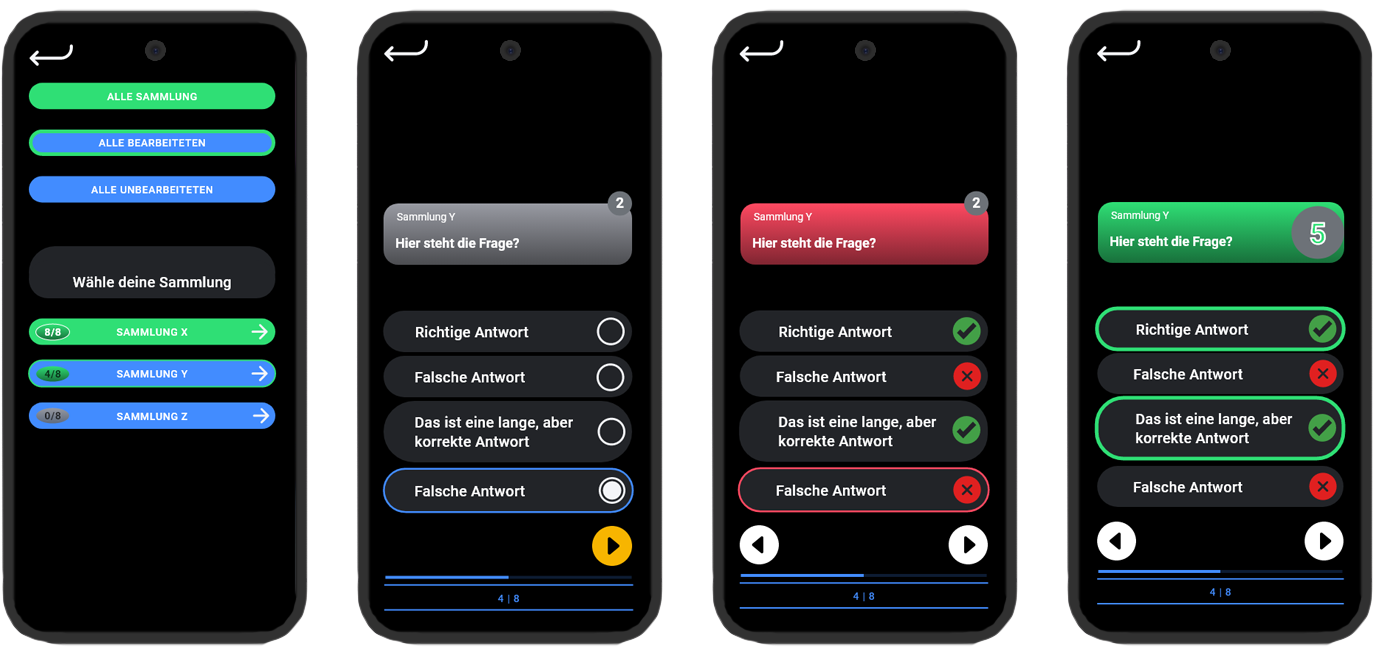 ALLE SAMMLUNG
ALLE BEARBEITETEN
ALLE UNBEARBEITETEN
Wähle deine Sammlung
8/8 SAMMLUNG X
4/8 SAMMLUNG Y
0/8 SAMMLUNG Z
2
Sammlung Y
Hier steht die Frage?
Richtige Antwort
Falsche Antwort
Das ist eine lange, aber
korrekte Antwort
Falsche Antwort
4 | 8
2
Sammlung Y
Hier steht die Frage?
Richtige Antwort
Falsche Antwort
Das ist eine lange, aber
korrekte Antwort
Falsche Antwort
4 | 8
Sammlung Y
5
Hier steht die Frage?
Richtige Antwort
Falsche Antwort
Das ist eine lange, aber
korrekte Antwort
Falsche Antwort
4 | 8